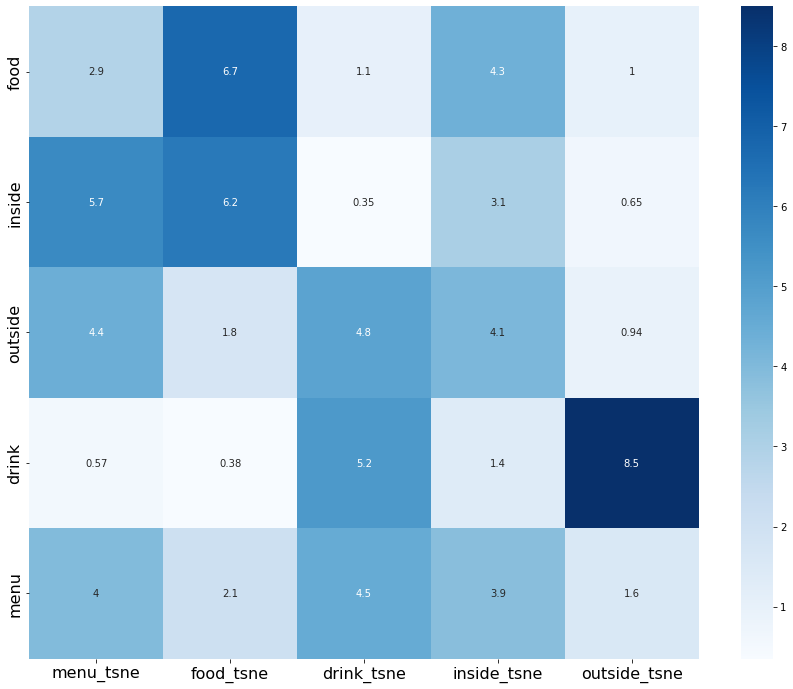 food 2.9 6.7 1.1 4.3 1
inside 5.7 6.2 0.35 3.1 0.65
outside 4.4 1.8 4.8 4.1 0.94
drink 0.57 0.38 5.2 1.4 8.5
menu 4 2.1 4.5 3.9 1.6
menu_tsne food_tsne drink_tsne inside_tsne outside_tsne
8
7
6
5
4
3
2
1